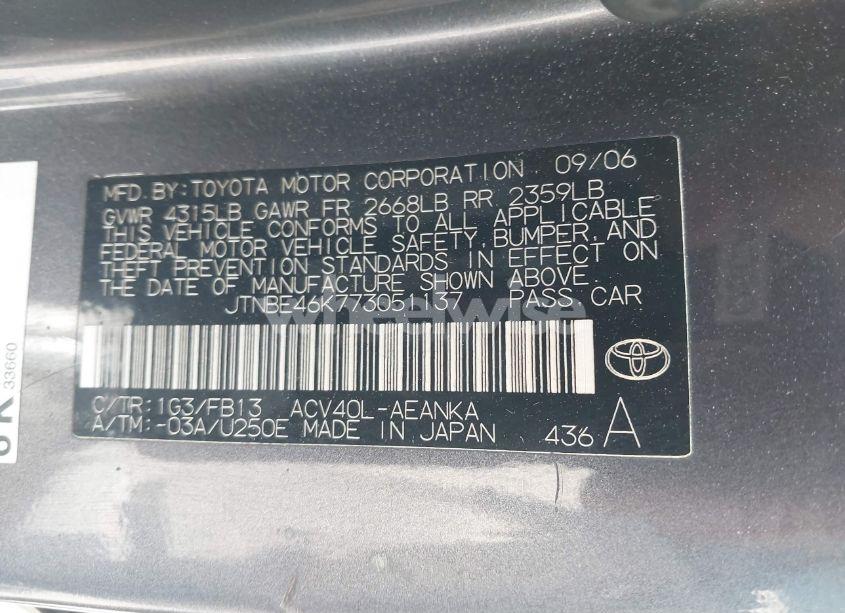 MFD. BY:TOYOTA MOTOR CORPORATION 09/06
GVWR 4315LB GAWR FR 2668LB RR 2359LB
THIS VEHICLE CONFORMS TO ALL APPLICABLE
FEDERAL MOTOR VEHICLE SAFETY, BUMPER, AND
THEFT PREVENTION STANDARDS IN EFFECT ON
THE DATE OF MANUFACTURE SHOWN ABOVE
JTNBE46K773051137 PASS CAR
wheelwise
C/TR:1G3/FB13 ACV40L-AEANKA
A/TM:-03A/U250E MADE IN JAPAN 436 A
33660